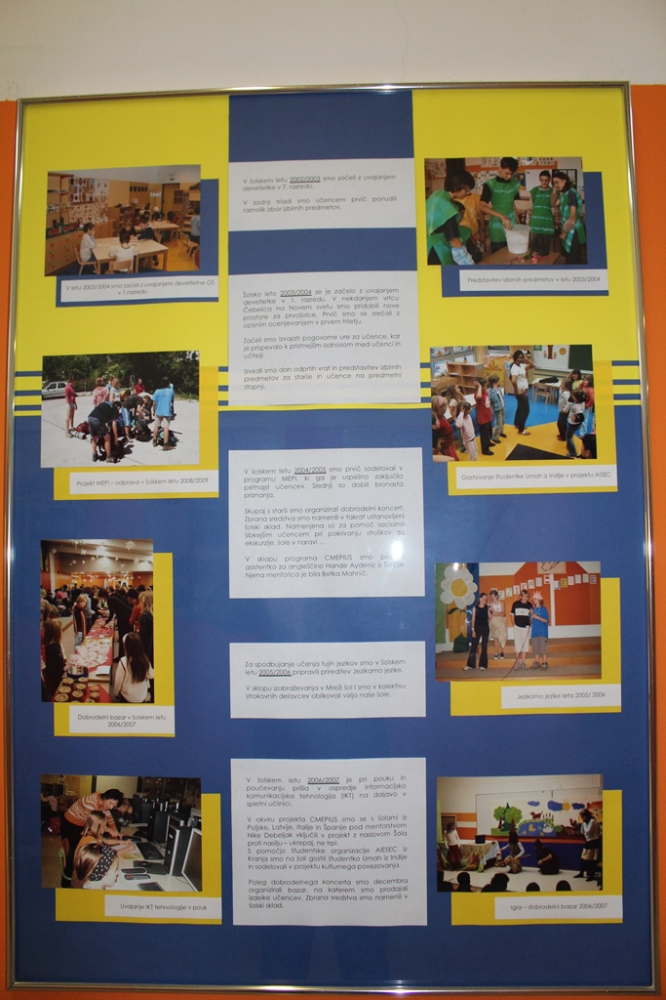 V šolskem letu 2002/2003 smo začeli z uvajanjem
devetletke v 7. razredu.
V zadnji triadi smo učencem prvič ponudili
raznolik izbor izbirnih predmetov.
V letu 2003/2004 smo začeli z uvajanjem devetletne OŠ
v 1.razredu
Predstavitev izbirnih predmetov v letu 2003/2004
Šolsko leto 2003/2004 se je začelo z uvajanjem
devetletke v 1. razredu. V nekdanjem vrtcu
Čebelica na Novem svetu smo pridobili nove
prostore za prvošolce. Prvič smo se srečali z
opisnim ocenjevanjem v prvem triletju.
Začeli smo izvajati pogovorne ure za učence, kar
je prispevalo k pristnejšim odnosom med učenci in
učitelji.
Izvedli smo dan odprtih vrat in predstavitev izbirnih
predmetov za starše in učence na predmetni
stopnji.
Projekt MEPI – odprava v šolskem letu 2008/2009
Gostovanje študentke Umah iz Indije v projektu AISEC
V šolskem letu 2004/2005 smo prvič sodelovali v
programu MEPI, ki ga je uspešno zaključilo
petnajst učencev. Slednji so dobili bronasta
priznanja.
Skupaj s starši smo organizirali dobrodelni koncert.
Zbrana sredstva smo namenili v takrat ustanovljeni
šolski sklad. Namenjena so za pomoč socialno
šibkejšim učencem pri pokrivanju stroškov za
ekskurzije, šole v naravi ...
V sklopu programa CMEPIUS smo
asistentko za angleščino Hande Aydeniz iz Turčije.
Njena mentorica je bila Betka Mahnič.
Dobrodelni bazar v šolskem letu
2006/2007
JEZIKAMO JEZIKE
Jezikamo jezike leta 2005/ 2006
Za spodbujanje učenja tujih jezikov smo v šolskem
letu 2005/2006 pripravili prireditev Jezikamo jezike.
V sklopu izobraževanja v Mreži šol I smo v kolektivu
strokovnih delavcev oblikovali vizijo naše šole.
V šolskem letu 2006/2007 je pri pouku in
poučevanju prišla v ospredje informacijsko
komunikacijska tehnologija (IKT) na daljavo v
spletni učilnici.
V okviru projekta CMEPIUS smo se s šolami iz
Poljske, Latvije, Italije in Španije pod mentorstvom
Nike Debeljak vključili v projekt z naslovom Šola
proti nasilju – ukrepaj, ne trpi.
S pomočjo študentske organizacije AIESEC iz
Kranja smo na šoli gostili študentko Umah iz Indije
in sodelovali v projektu kulturnega povezovanja.
Poleg dobrodelnega koncerta smo decembra
organizirali bazar, na katerem smo prodajali
izdelke učencev. Zbrana sredstva smo namenili v
šolski sklad.
Uvajanje IKT tehnologije v pouk
Igra – dobrodelni bazar 2006/2007